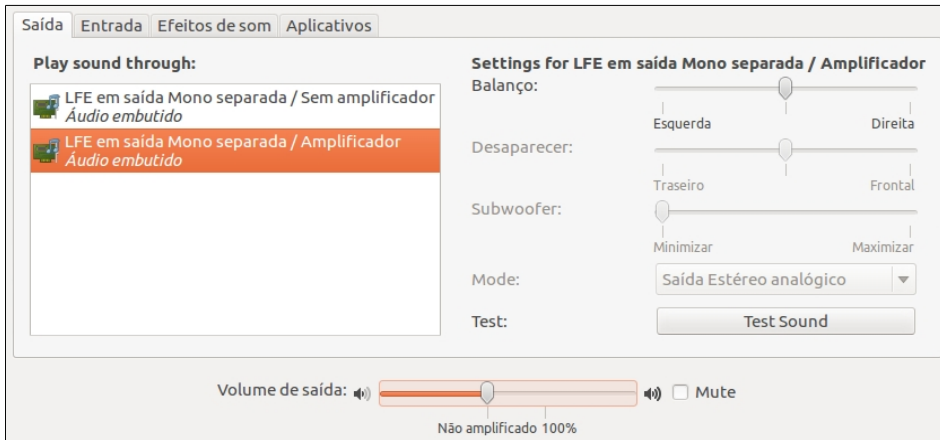 Saída Entrada Efeitos de som Aplicativos
Play sound through:
LFE em saída Mono separada / Sem amplificador
Áudio embutido
LFE em saída Mono separada / Amplificador
Áudio embutido
Settings for LFE em saída Mono separada / Amplificador
Balanço:
Esquerda Direita
Desaparecer:
Traseiro Frontal
Subwoofer:
Minimizar Maximizar
Mode: Saída Estéreo analógico
Test: Test Sound
Volume de saída: Mute
Não amplificado 100%